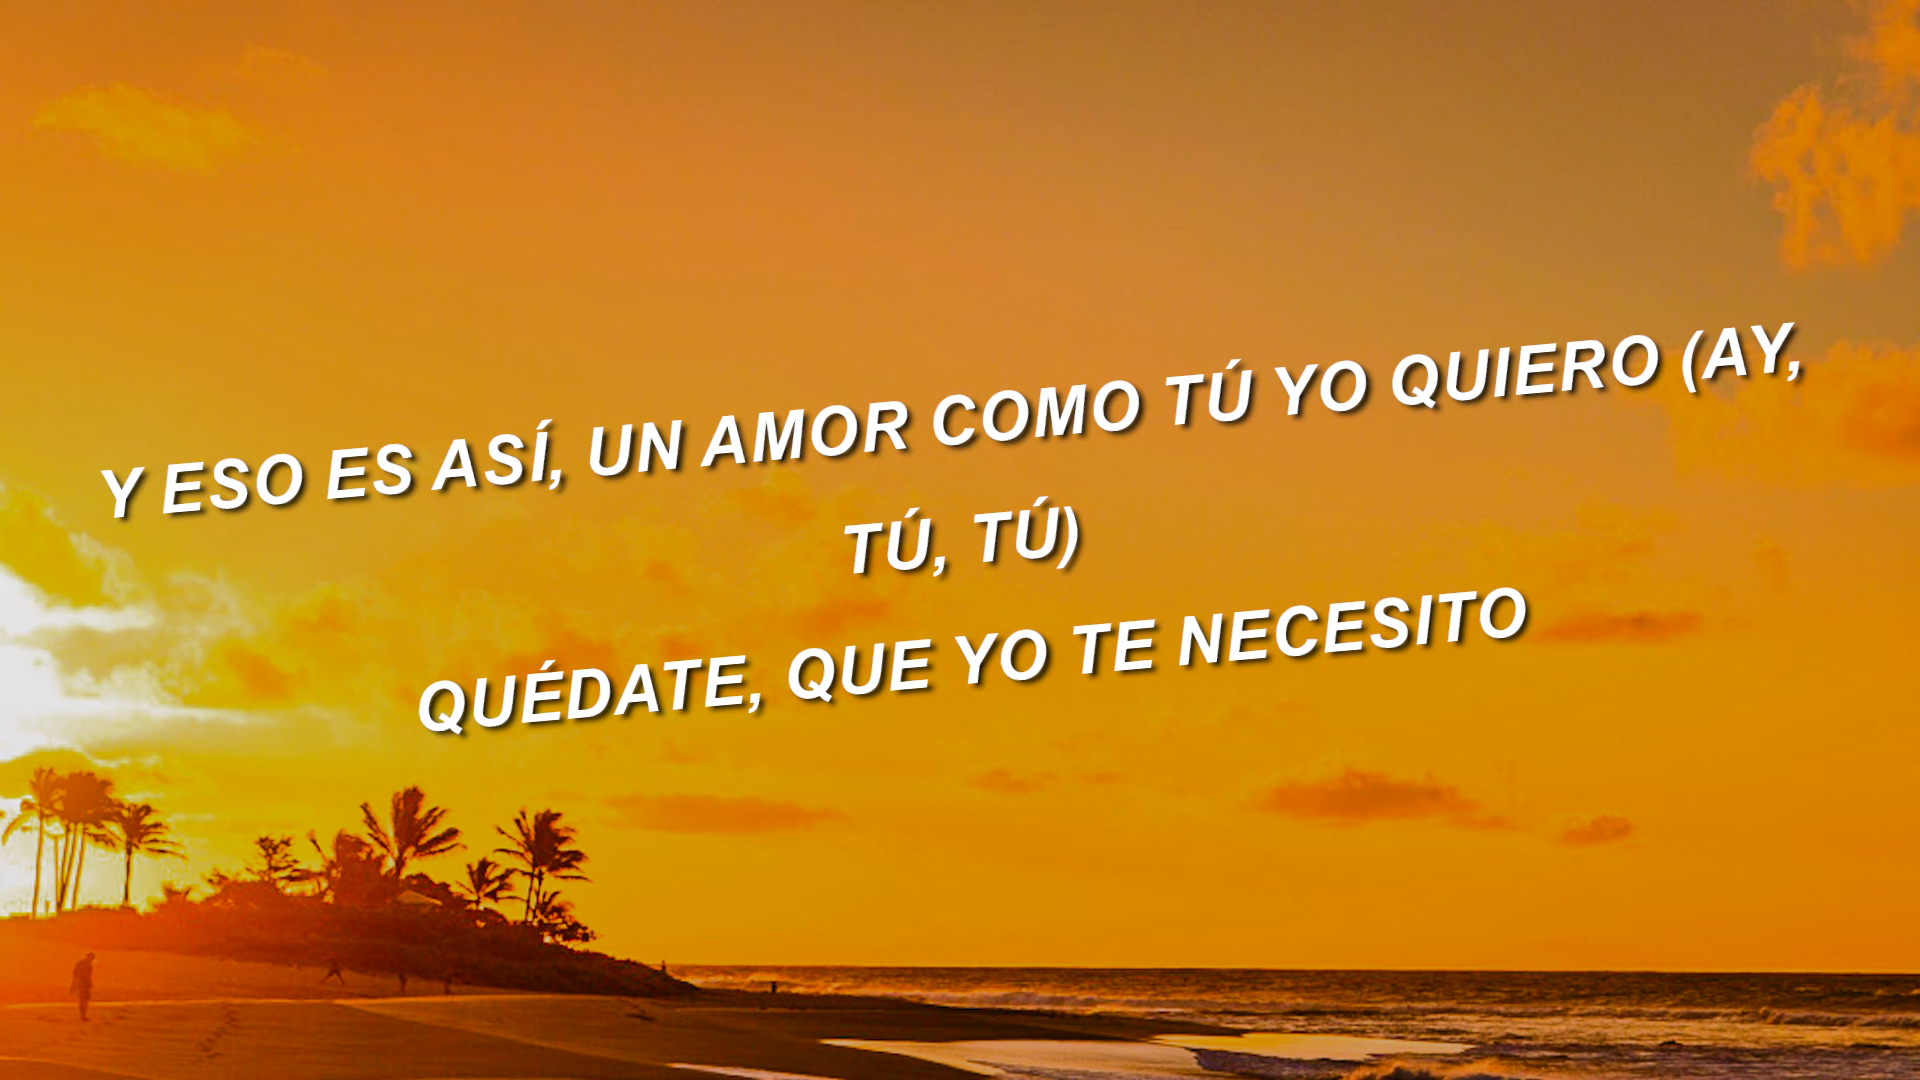 Y ESO ES ASÍ, UN AMOR COMO TÚ YO QUIERO (AY,
TÚ, TÚ)
QUÉDATE, QUE YO TE NECESITO